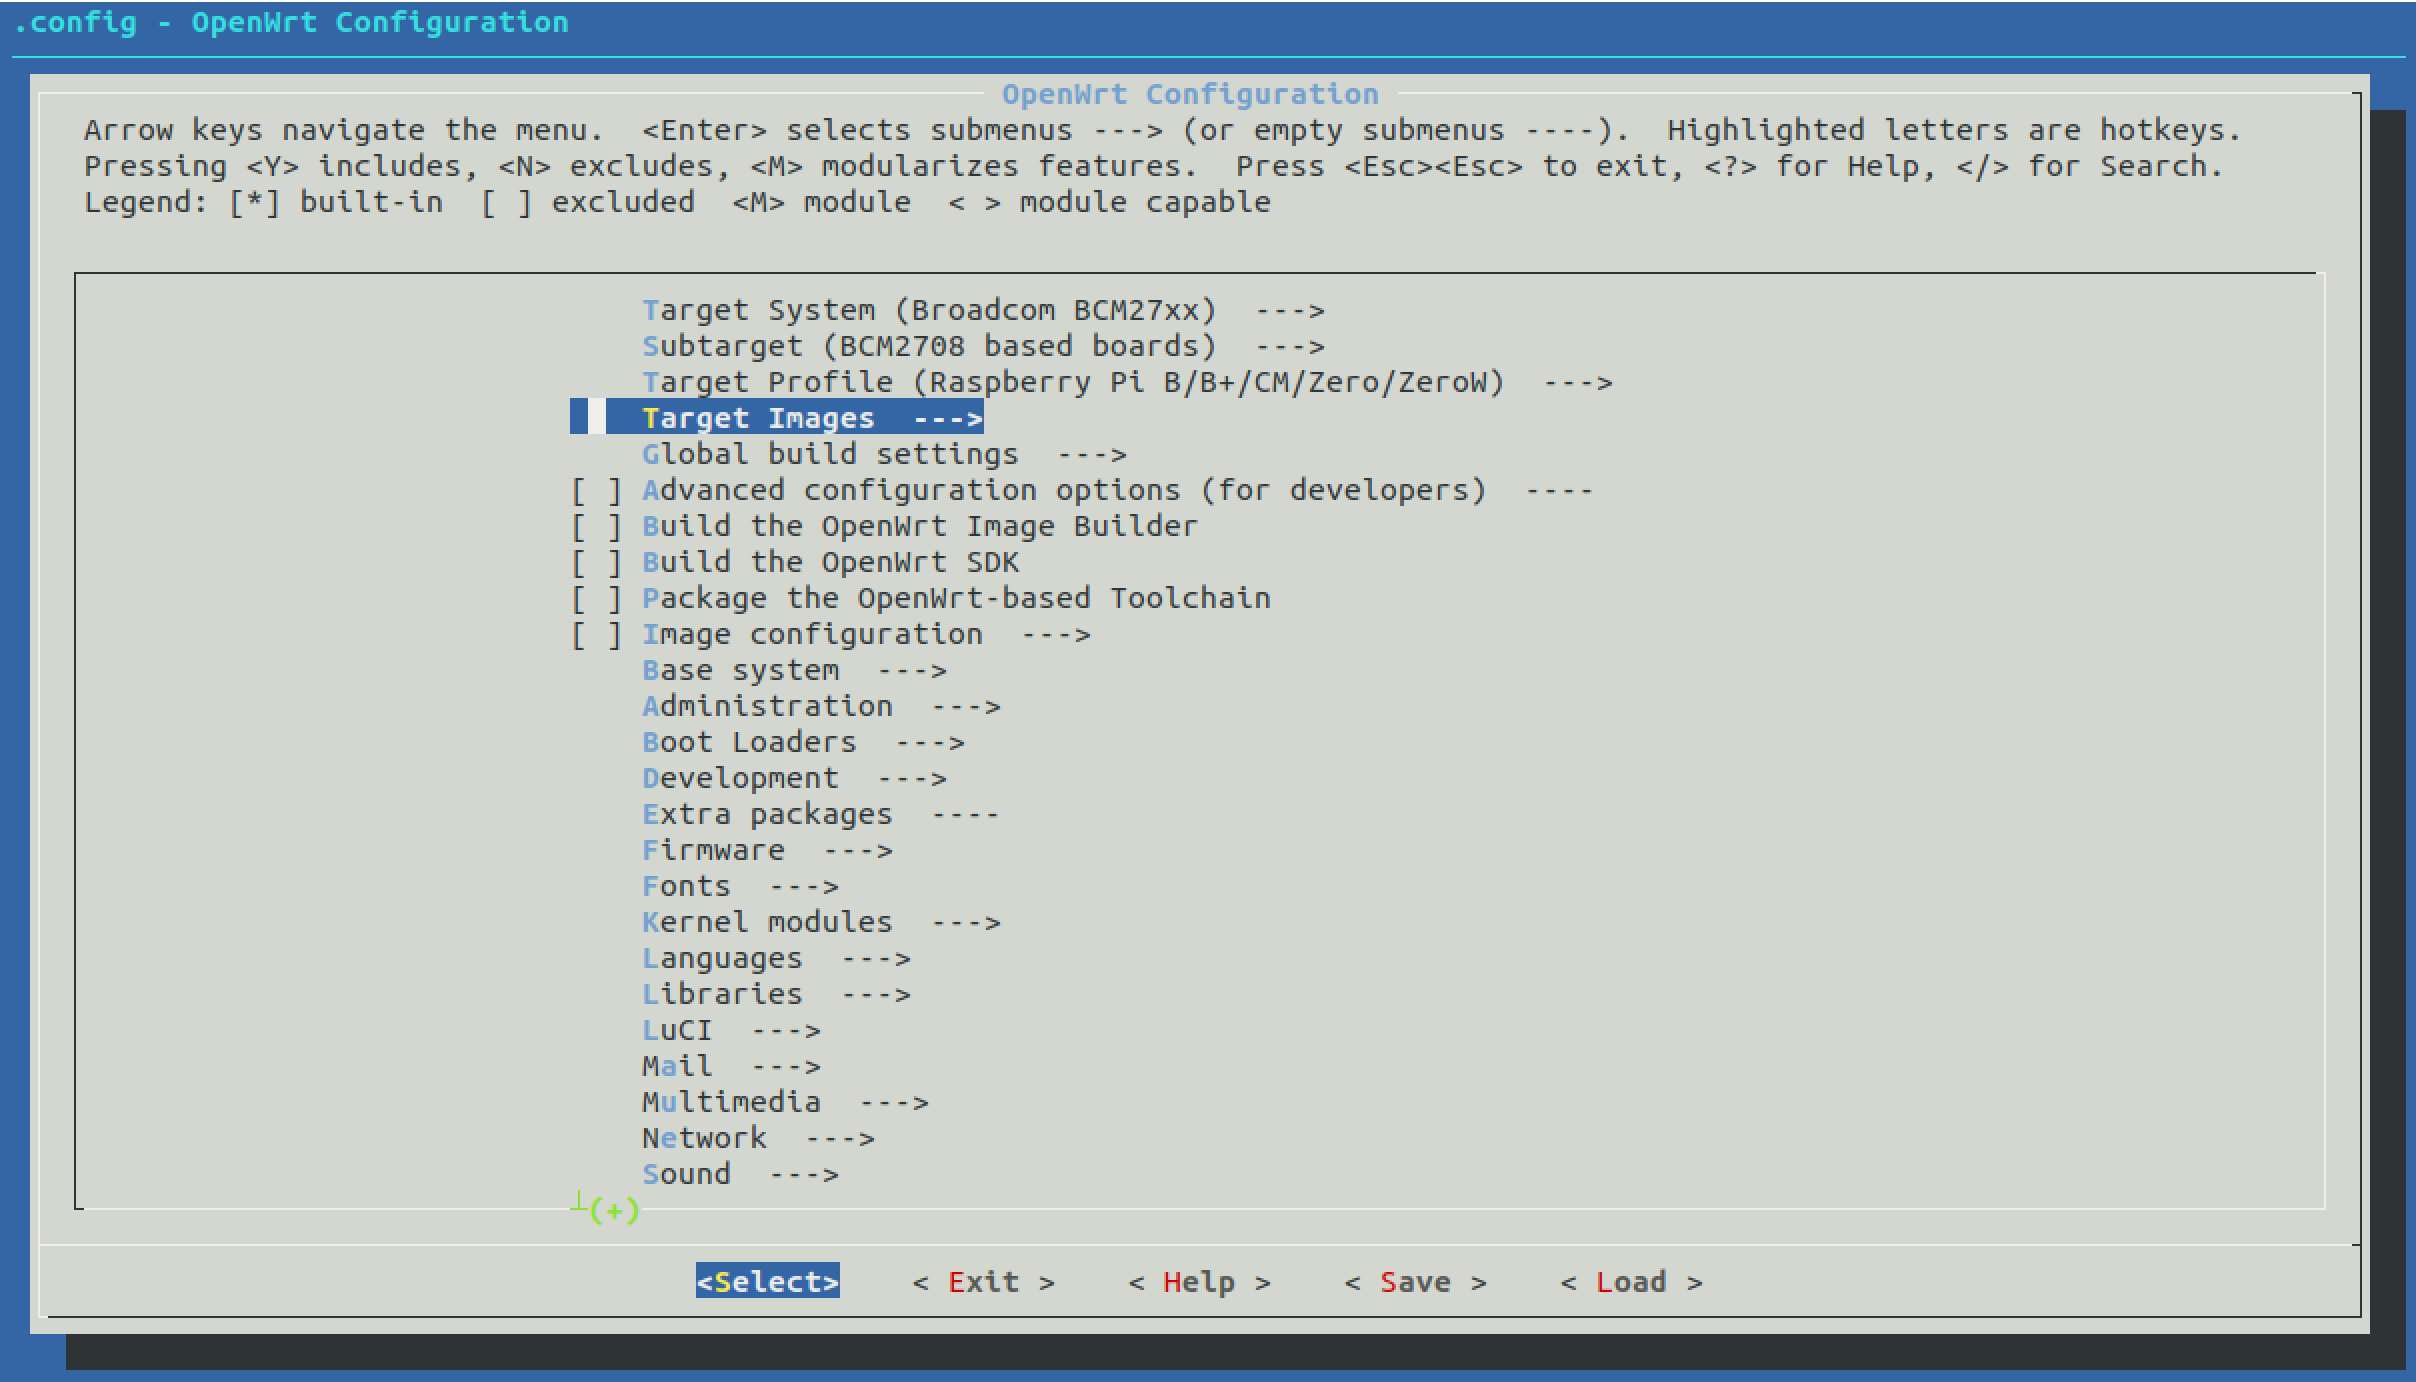 .config - OpenWrt Configuration
OpenWrt Configuration
Arrow keys navigate the menu.  <Enter> selects submenus ---> (or empty submenus ----).  Highlighted letters are hotkeys.
Pressing <Y> includes, <N> excludes, <M> modularizes features.  Press <Esc><Esc> to exit, <?> for Help, </> for Search.
Legend: [*] built-in  [ ] excluded  <M> module  < > module capable
Target System (Broadcom BCM27xx)  --->
Subtarget (BCM2708 based boards)  --->
Target Profile (Raspberry Pi B/B+/CM/Zero/ZeroW)  --->
Target Images  --->
Global build settings  --->
[ ] Advanced configuration options (for developers)  ----
[ ] Build the OpenWrt Image Builder
[ ] Build the OpenWrt SDK
[ ] Package the OpenWrt-based Toolchain
[ ] Image configuration  --->
Base system  --->
Administration  --->
Boot Loaders  --->
Development  --->
Extra packages  ----
Firmware  --->
Fonts  --->
Kernel modules  --->
Languages  --->
Libraries  --->
LuCI  --->
Mail  --->
Multimedia  --->
Network  --->
Sound  --->
┴(+)
<Select>    < Exit >    < Help >    < Save >    < Load >